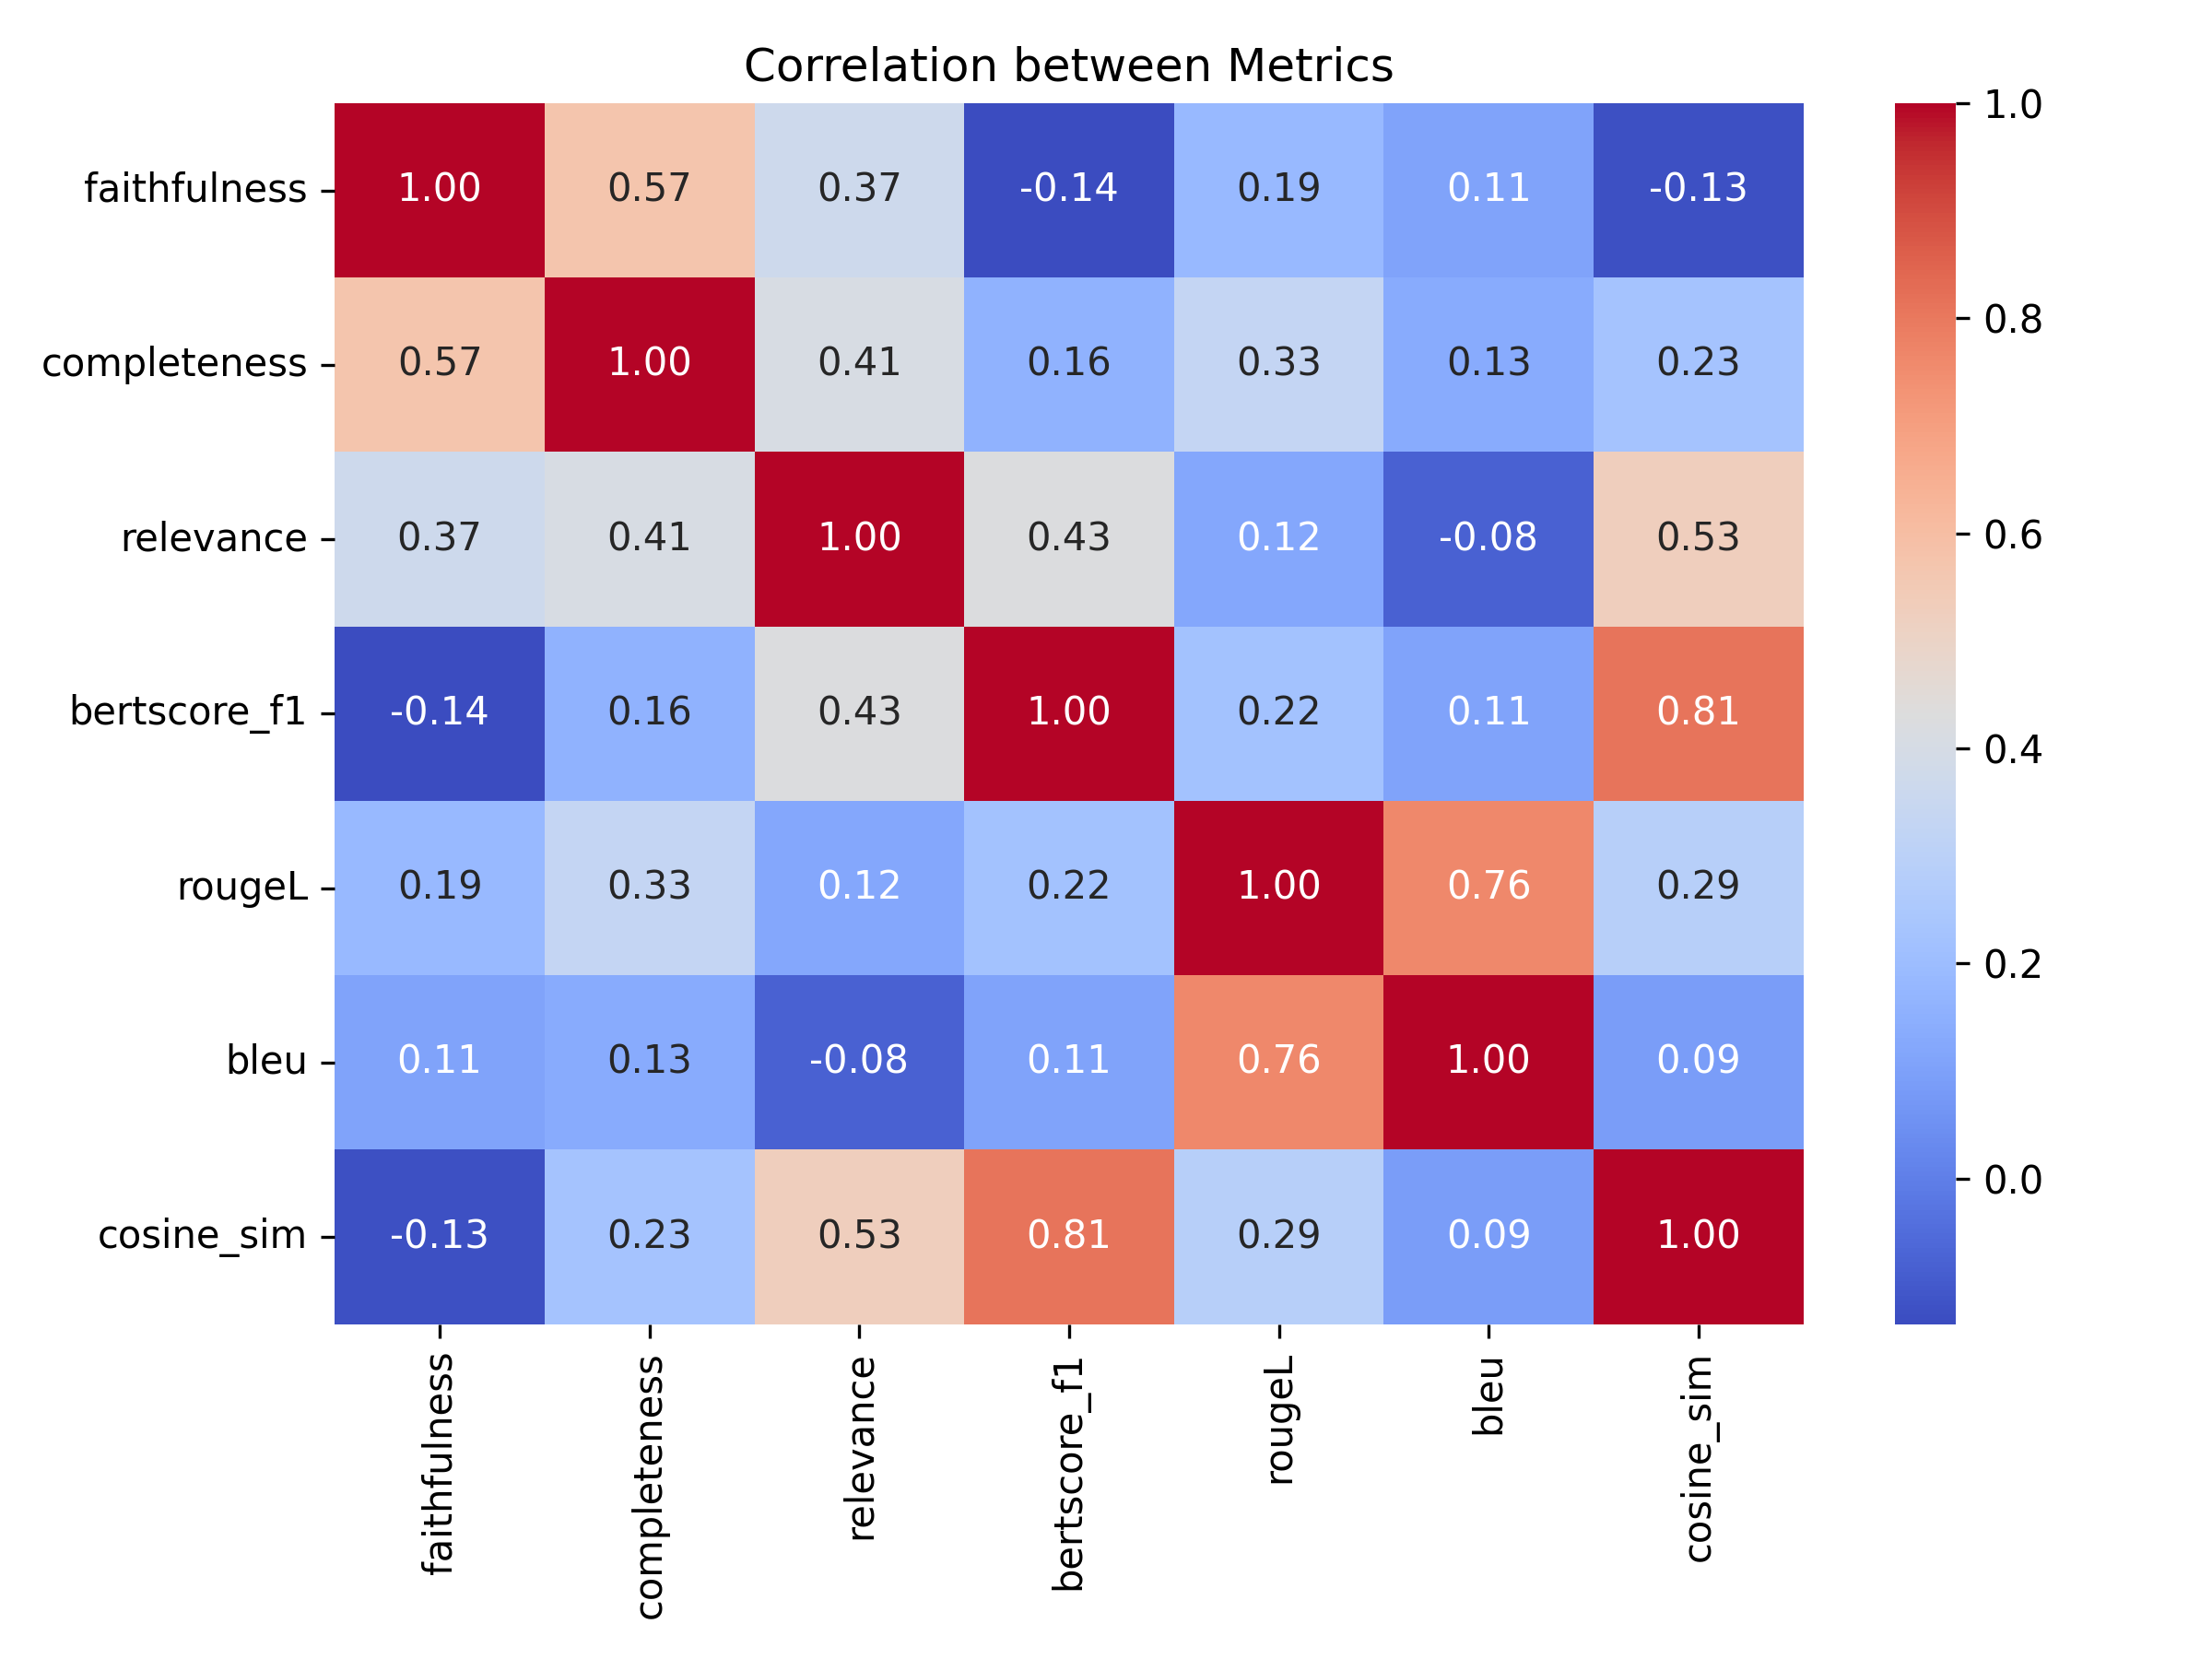 Correlation between Metrics
faithfulness 1.00 0.57 0.37 -0.14 0.19 0.11 -0.13
completeness 0.57 1.00 0.41 0.16 0.33 0.13 0.23
relevance 0.37 0.41 1.00 0.43 0.12 -0.08 0.53
bertscore_f1 -0.14 0.16 0.43 1.00 0.22 0.11 0.81
rougeL 0.19 0.33 0.12 0.22 1.00 0.76 0.29
bleu 0.11 0.13 -0.08 0.11 0.76 1.00 0.09
cosine_sim -0.13 0.23 0.53 0.81 0.29 0.09 1.00
faithfulness completeness relevance bertscore_f1 rougeL bleu cosine_sim
1.0
0.8
0.6
0.4
0.2
0.0